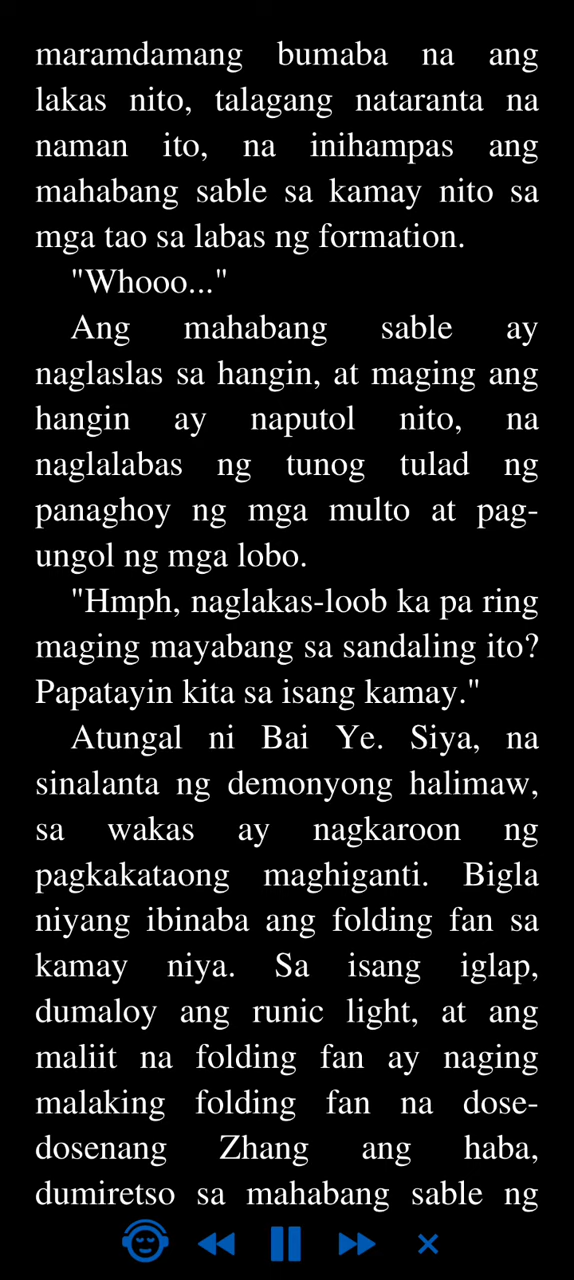 maramdamang bumaba na ang
lakas nito, talagang nataranta na
naman ito, na inihampas ang
mahabang sable sa kamay nito sa
mga tao sa labas ng formation.
"Whooo..."
Ang mahabang sable ay
naglaslas sa hangin, at maging ang
hangin ay naputol nito, na
naglalabas ng tunog tulad ng
panaghoy ng mga multo at pag-
ungol ng mga lobo.
"Hmph, naglakas-loob ka pa ring
maging mayabang sa sandaling ito?
Papatayin kita sa isang kamay."
Atungal ni Bai Ye. Siya, na
sinalanta ng demonyong halimaw,
sa wakas ay nagkaroon ng
pagkakataong maghiganti. Bigla
niyang ibinaba ang folding fan sa
kamay niya. Sa isang iglap,
dumaloy ang runic light, at ang
maliit na folding fan ay naging
malaking folding fan na dose-
dosenang Zhang ang haba,
dumiretso sa mahabang sable ng